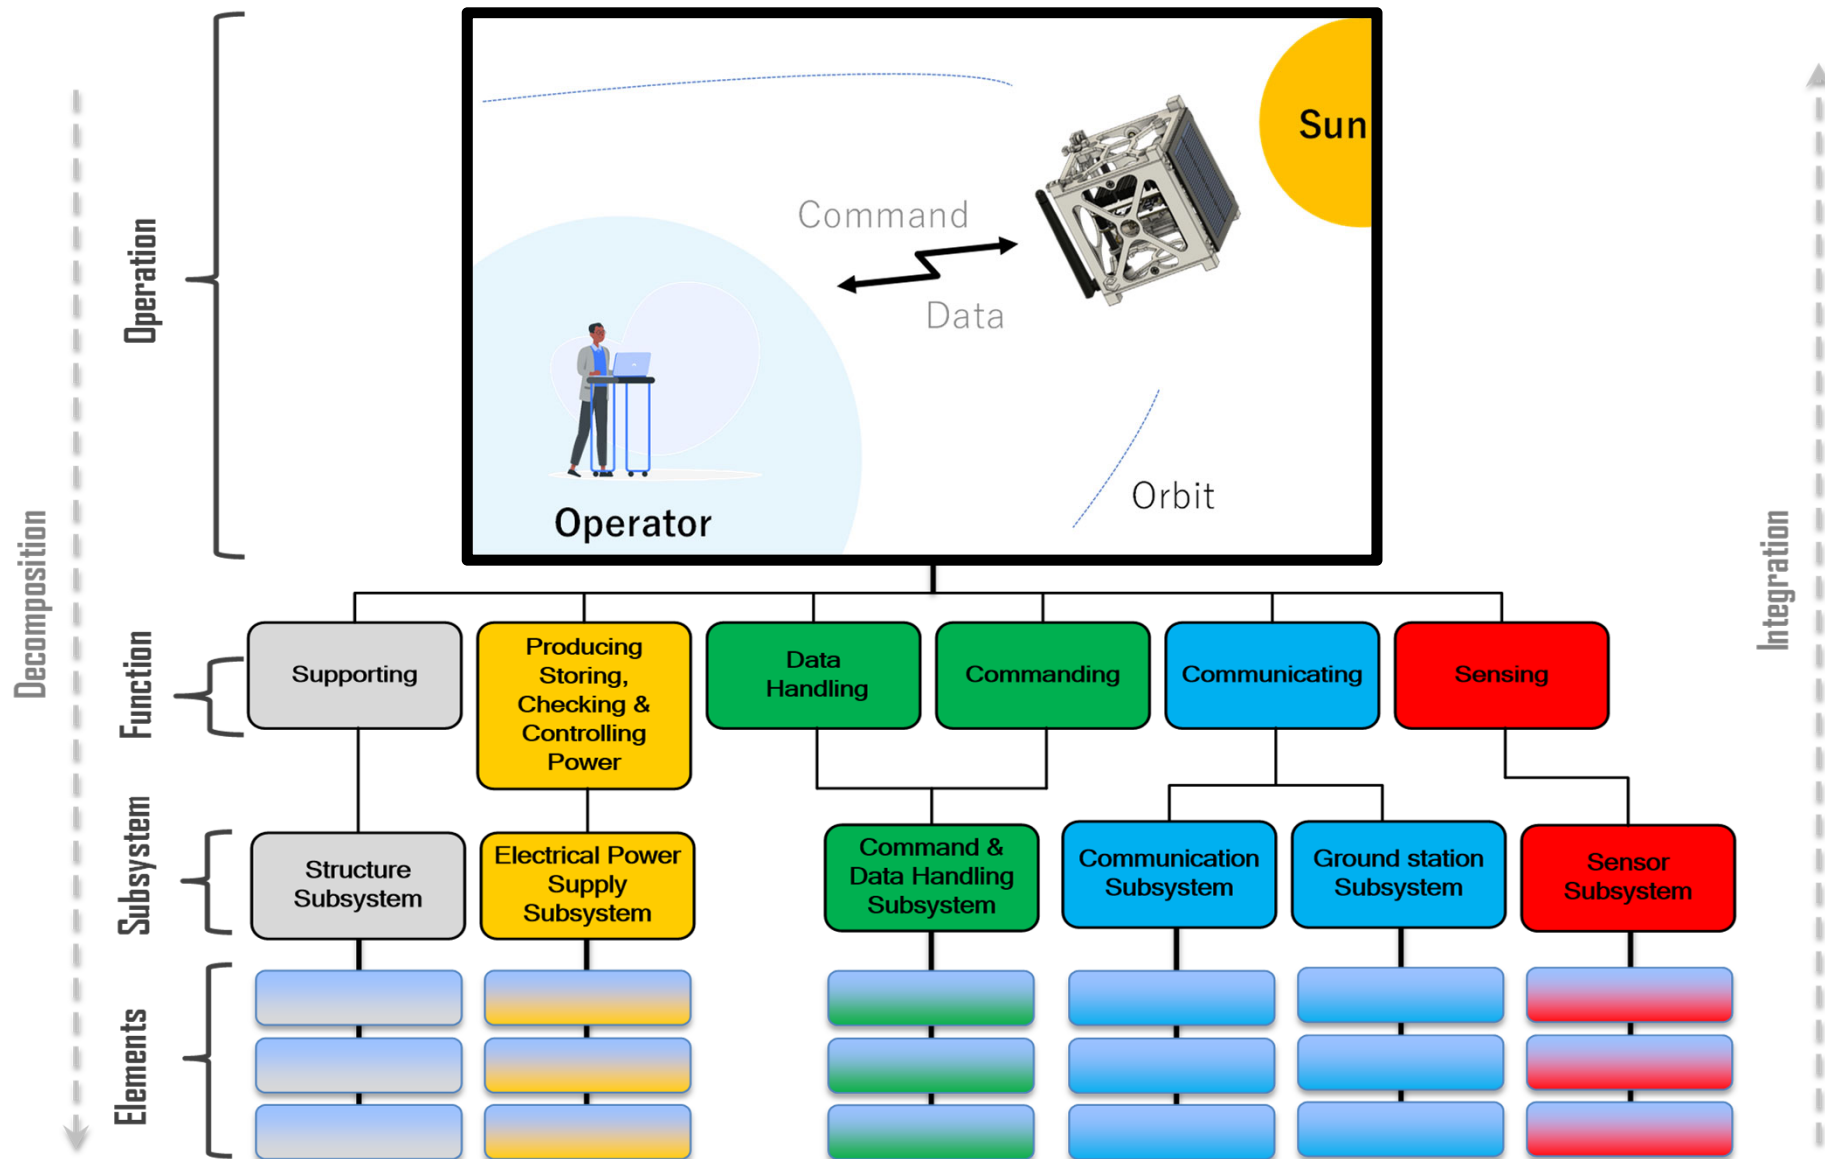 Sun
Command
Data
Orbit
Operator
Operation
Decomposition
Integration
Function
Supporting
Producing
Storing,
Checking &
Controlling
Power
Data
Handling
Commanding
Communicating
Sensing
Subsystem
Structure
Subsystem
Electrical Power
Supply
Subsystem
Command &
Data Handling
Subsystem
Communication
Subsystem
Ground station
Subsystem
Sensor
Subsystem
Elements